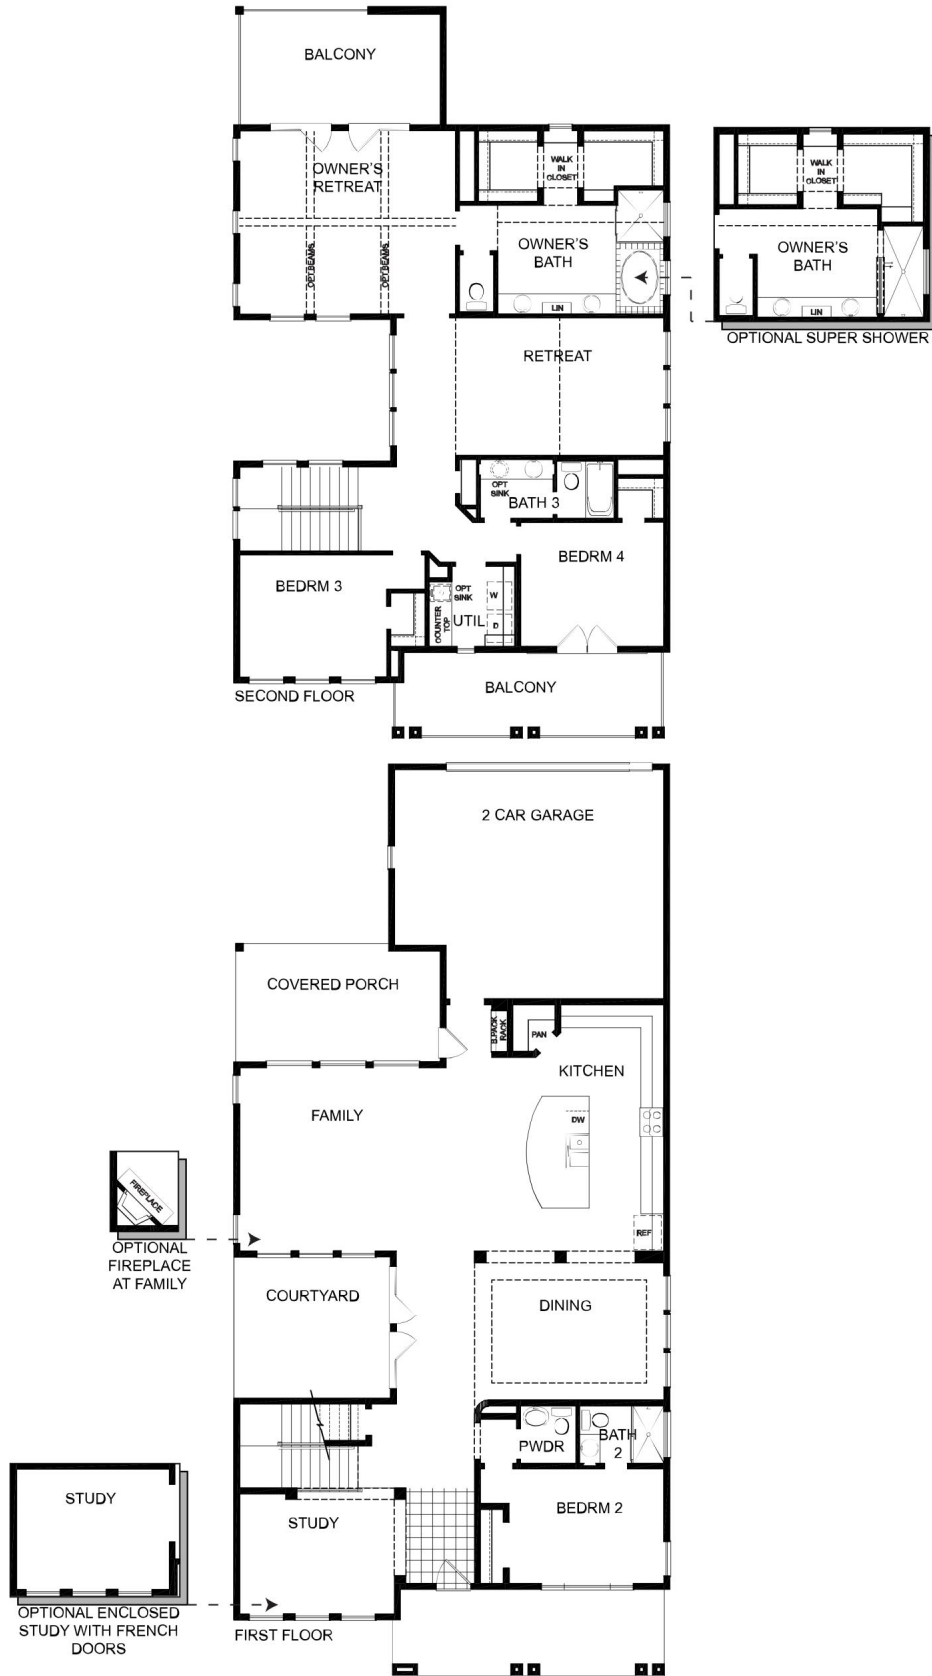 BALCONY
OWNER'S
RETREAT
OPT BEAMS
OPT BEAMS
WALK
IN
CLOSET
OWNER'S
BATH
LIN
WALK
IN
CLOSET
OWNER'S
BATH
LIN
OPTIONAL SUPER SHOWER
RETREAT
OPT
SINK
BATH 3
BEDRM 4
BEDRM 3
OPT
SINK
W
COUNTER
TOP
UTIL
D
SECOND FLOOR
BALCONY
2 CAR GARAGE
COVERED PORCH
B.PACK
RACK
PAN
KITCHEN
FAMILY
DW
FIREPLACE
REF
OPTIONAL
FIREPLACE
AT FAMILY
COURTYARD
DINING
PWDR
BATH
2
STUDY
STUDY
BEDRM 2
OPTIONAL ENCLOSED
STUDY WITH FRENCH
DOORS
FIRST FLOOR